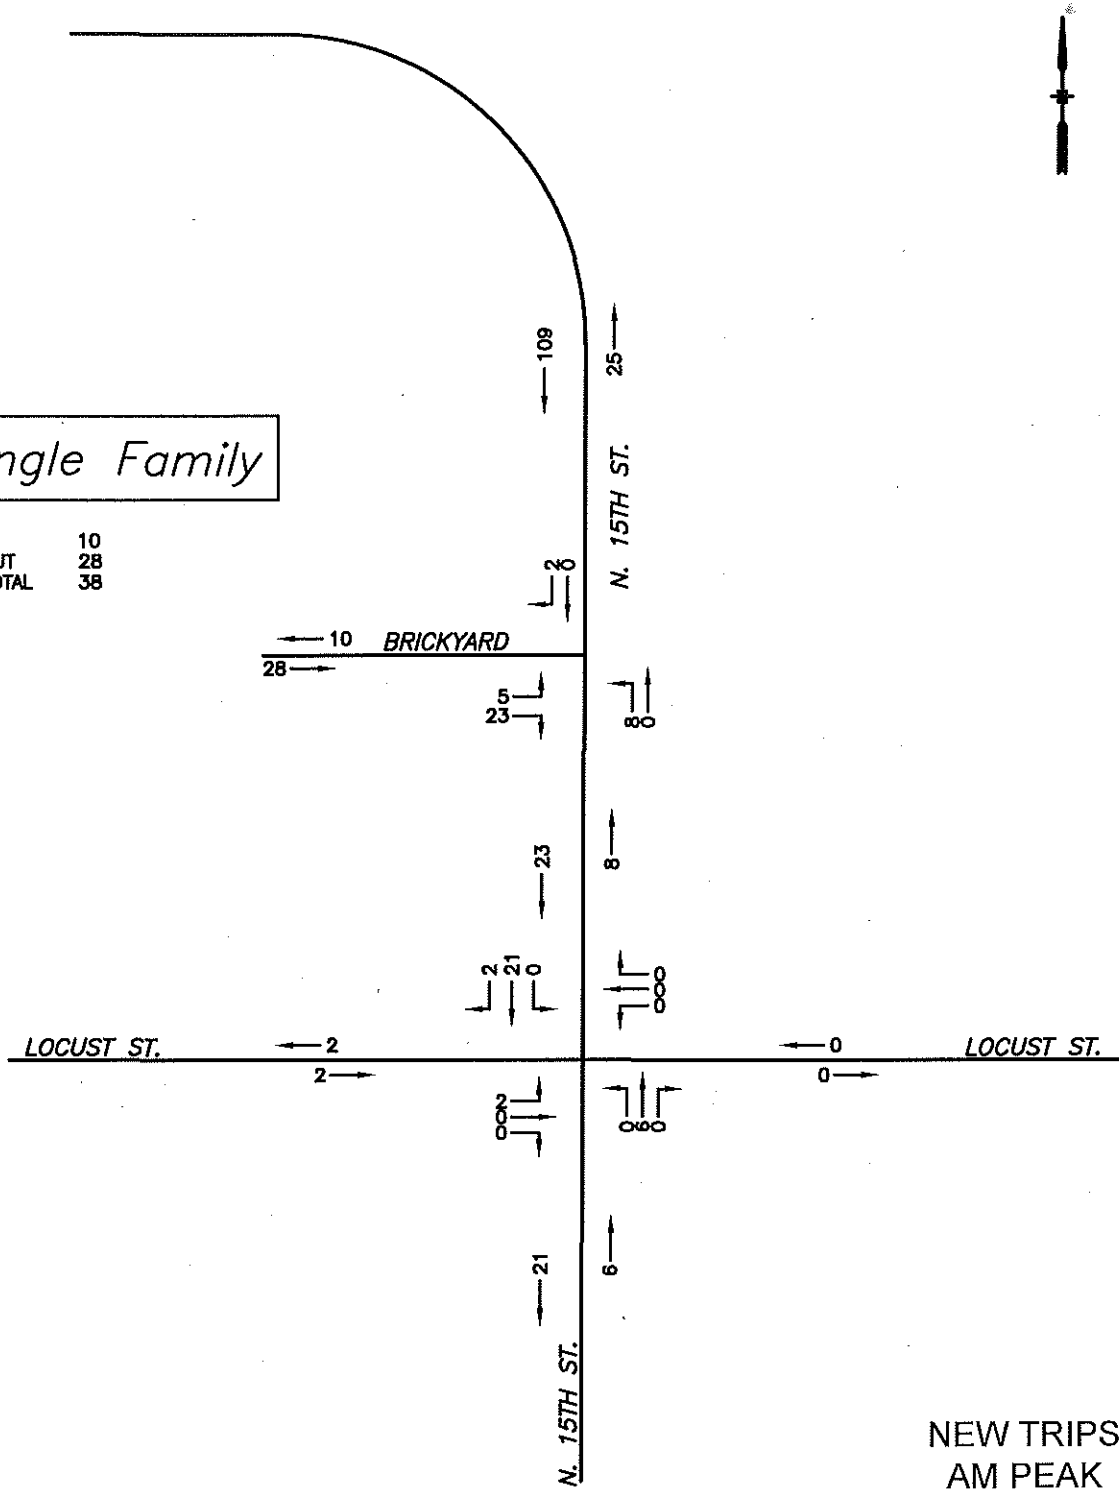 109
25
N. 15TH ST.
ngle Family
10
UT 28
OTAL 38
2 0
10 BRICKYARD
28
5
23
8 0
23
8
2 21 0
0
0
0
LOCUST ST. 2 0 LOCUST ST.
2 0
2
0
0
0 6 0
21
6
N. 15TH ST.
NEW TRIPS
AM PEAK